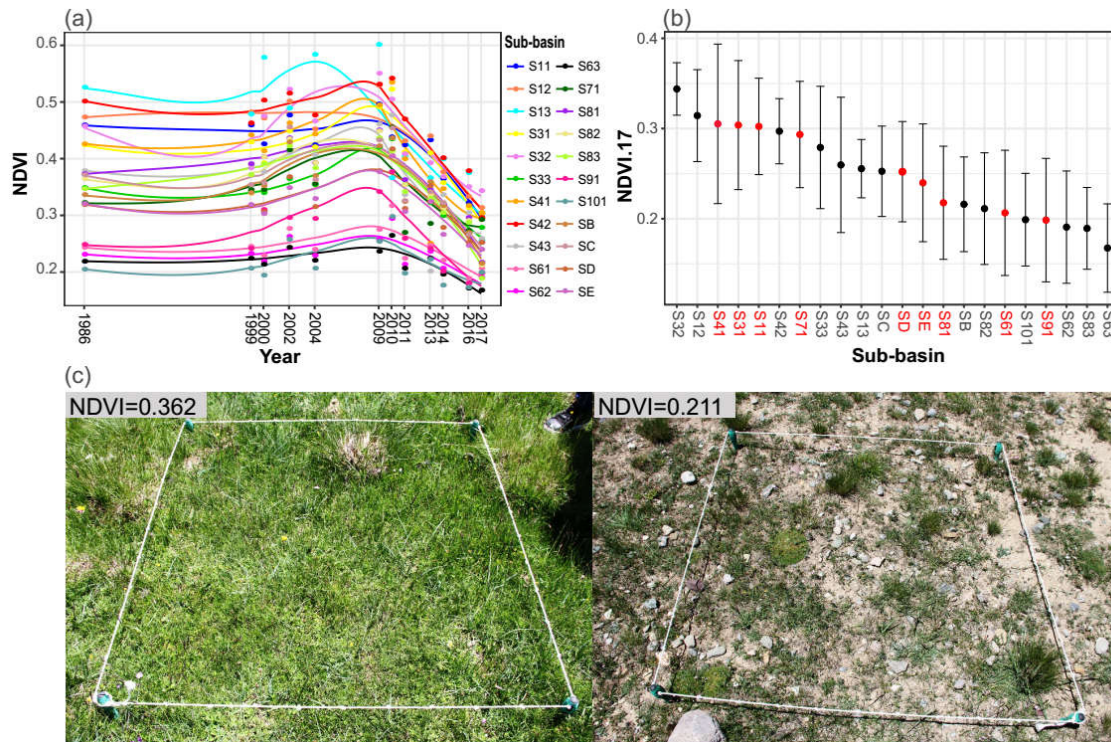 (a)
(b)
Sub-basin
S11
S63
S12
S71
S13
S81
S31
S82
S32
S83
S33
S91
S41
S101
S42
SB
S43
SC
S61
SD
S62
SE
NDVI
0.6
0.5
0.4
0.3
0.2
1986
1999
2000
2002
2004
2009
2010
2011
2013
2014
2016
2017
Year
NDVI.17
0.4
0.3
0.2
S32
S12
S41
S31
S11
S42
S71
S33
S43
S13
SC
SD
SE
S81
SB
S82
S61
S101
S91
S62
S83
S63
Sub-basin
(c)
NDVI=0.362
NDVI=0.211